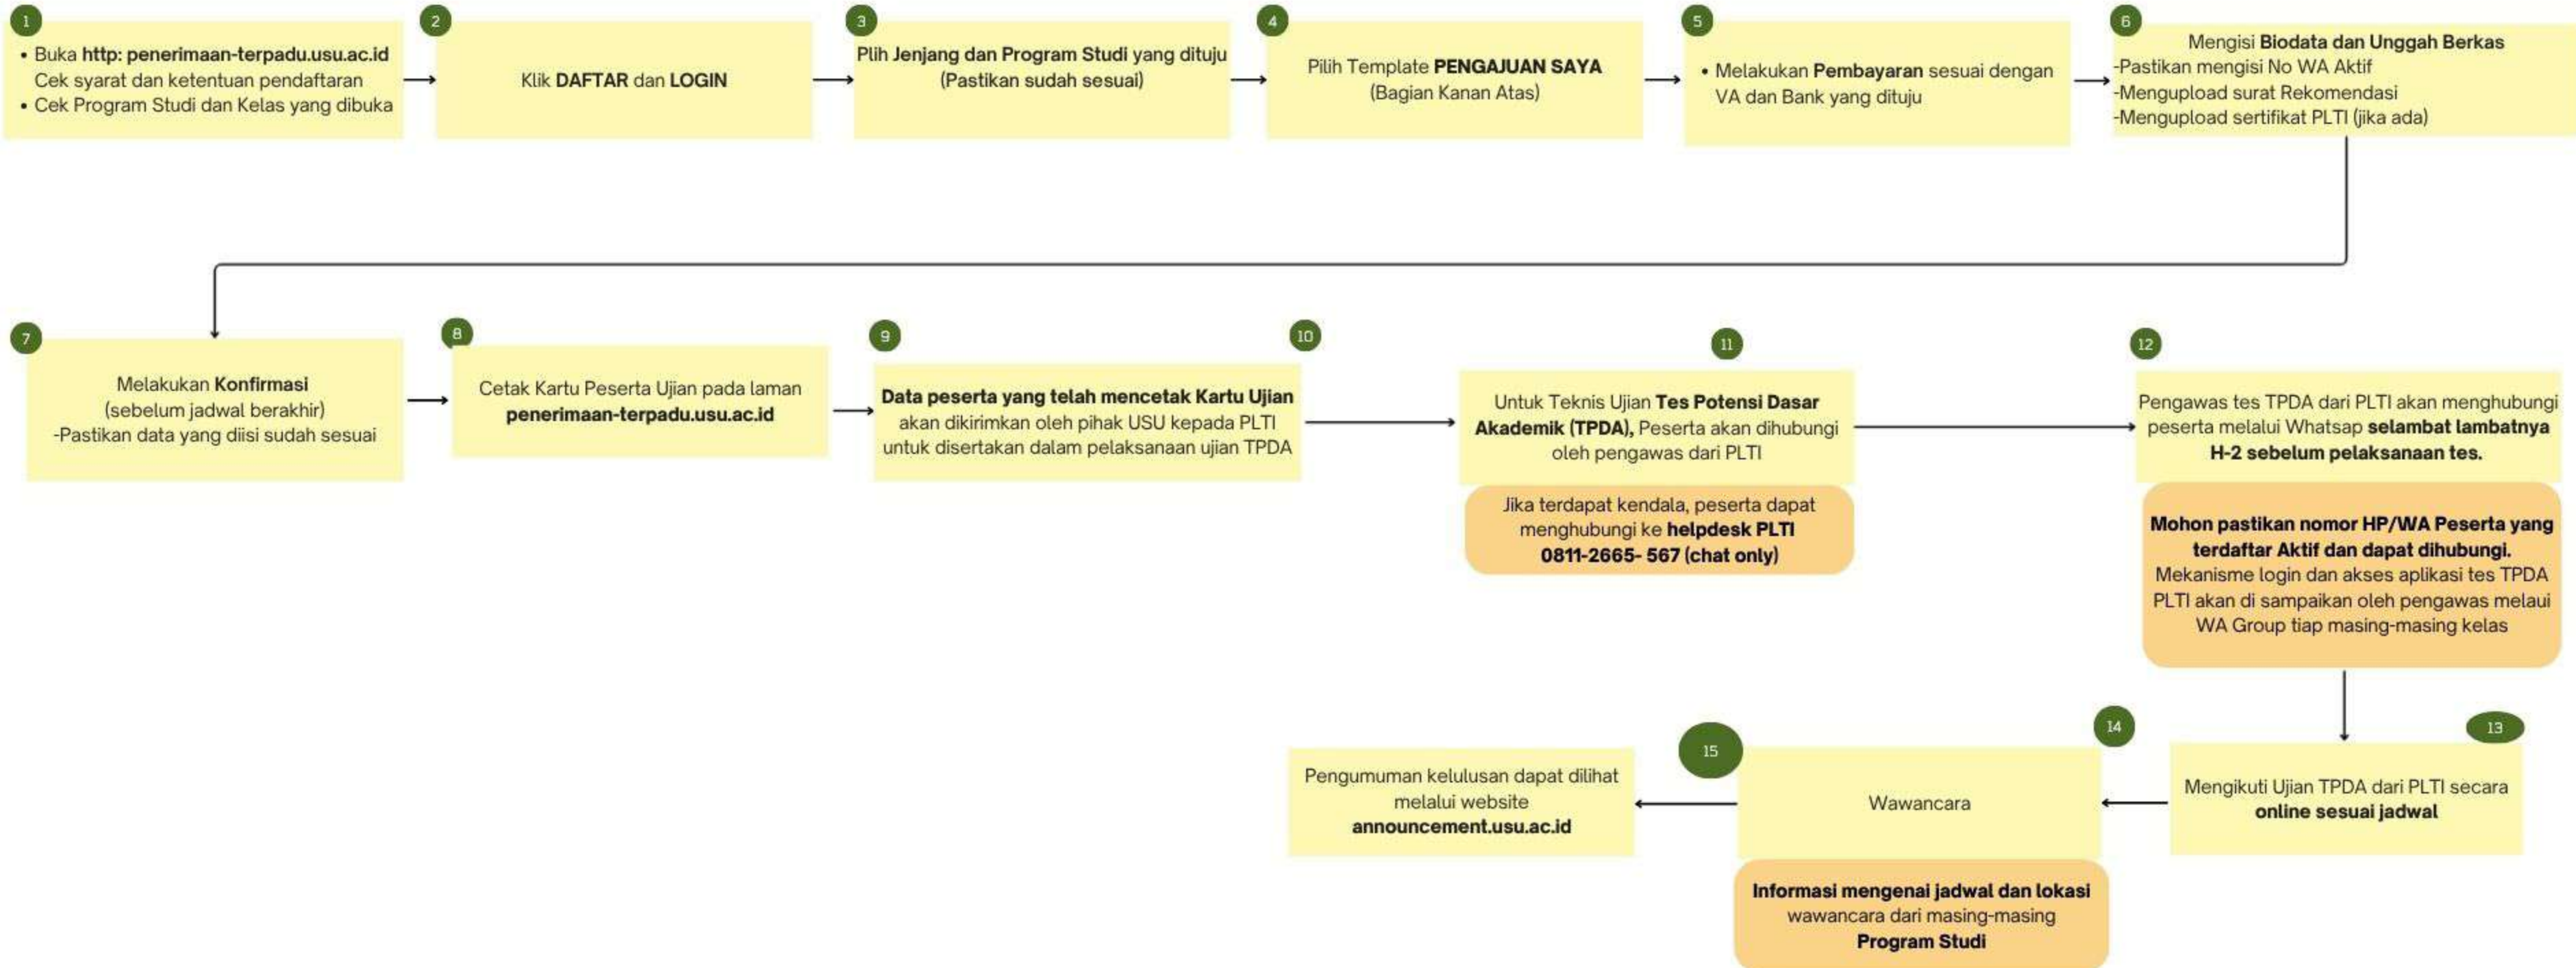 1
• Buka http: penerimaan-terpadu.usu.ac.id
Cek syarat dan ketentuan pendaftaran
• Cek Program Studi dan Kelas yang dibuka
2
Klik DAFTAR dan LOGIN
3
Plih Jenjang dan Program Studi yang dituju
(Pastikan sudah sesuai)
4
Pilih Template PENGAJUAN SAYA
(Bagian Kanan Atas)
5
• Melakukan Pembayaran sesuai dengan
VA dan Bank yang dituju
6
Mengisi Biodata dan Unggah Berkas
-Pastikan mengisi No WA Aktif
-Mengupload surat Rekomendasi
-Mengupload sertifikat PLTI (jika ada)
7
Melakukan Konfirmasi
(sebelum jadwal berakhir)
-Pastikan data yang diisi sudah sesuai
8
Cetak Kartu Peserta Ujian pada laman
penerimaan-terpadu.usu.ac.id
9
Data peserta yang telah mencetak Kartu Ujian
akan dikirimkan oleh pihak USU kepada PLTI
untuk disertakan dalam pelaksanaan ujian TPDA
10
11
Untuk Teknis Ujian Tes Potensi Dasar
Akademik (TPDA), Peserta akan dihubungi
oleh pengawas dari PLTI
Jika terdapat kendala, peserta dapat
menghubungi ke helpdesk PLTI
0811-2665- 567 (chat only)
12
Pengawas tes TPDA dari PLTI akan menghubungi
peserta melalui Whatsap selambat lambatnya
H-2 sebelum pelaksanaan tes.
Mohon pastikan nomor HP/WA Peserta yang
terdaftar Aktif dan dapat dihubungi.
Mekanisme login dan akses aplikasi tes TPDA
PLTI akan di sampaikan oleh pengawas melaui
WA Group tiap masing-masing kelas
13
Mengikuti Ujian TPDA dari PLTI secara
online sesuai jadwal
14
Wawancara
Informasi mengenai jadwal dan lokasi
wawancara dari masing-masing
Program Studi
15
Pengumuman kelulusan dapat dilihat
melalui website
announcement.usu.ac.id